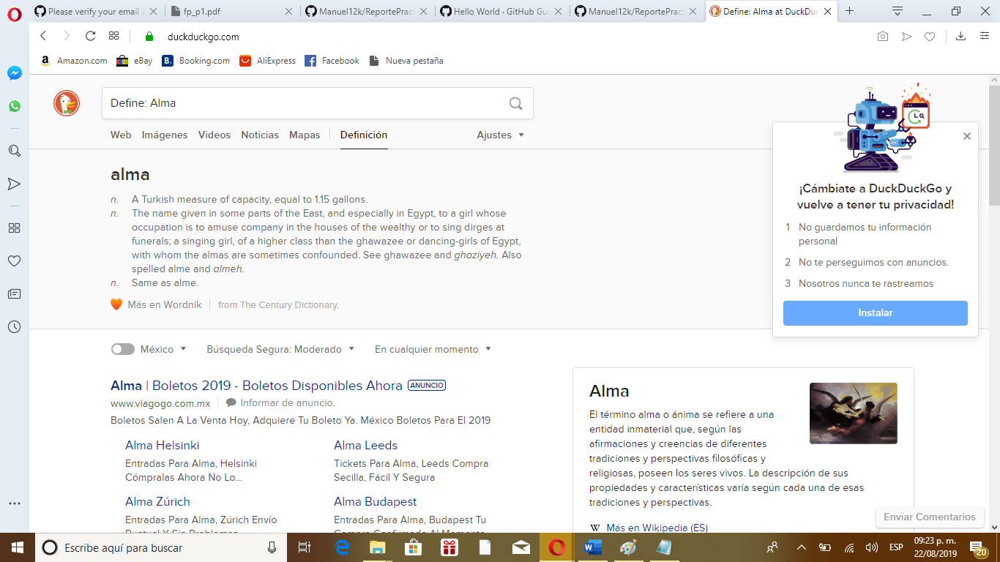 Please verify your email a
fp_p1.pdf
Manuel12k/ReportePract
Hello World · GitHub Gui
Manuel12k/ReportePract
Define: Alma at DuckDuc
duckduckgo.com
Amazon.com
eBay
Booking.com
AliExpress
Facebook
Nueva pestaña
Define: Alma
Web Imágenes Videos Noticias Mapas Definición Ajustes
alma
n. A Turkish measure of capacity, equal to 1.15 gallons.
n. The name given in some parts of the East, and especially in Egypt, to a girl whose
occupation is to amuse company in the houses of the wealthy or to sing dirges at
funerals; a singing girl, of a higher class than the ghawazee or dancing-girls of Egypt,
with whom the almas are sometimes confounded. See ghawazee and ghaziyeh. Also
spelled alme and almeh.
n. Same as alme.
Más en Wordnik from The Century Dictionary.
¡Cámbiate a DuckDuckGo y
vuelve a tener tu privacidad!
1 No guardamos tu información
personal
2 No te perseguimos con anuncios.
3 Nosotros nunca te rastreamos
Instalar
México Búsqueda Segura: Moderado En cualquier momento
Alma | Boletos 2019 - Boletos Disponibles Ahora ANUNCIO
www.viagogo.com.mx Informar de anuncio.
Boletos Salen A La Venta Hoy, Adquiere Tu Boleto Ya. México Boletos Para El 2019
Alma Helsinki
Entradas Para Alma, Helsinki
Cómpralas Ahora No Lo...
Alma Leeds
Tickets Para Alma, Leeds Compra
Secilla, Fácil Y Segura
Alma Zúrich
Entradas Para Alma, Zúrich Envío
Puntual Y Sin Problemas
Alma Budapest
Entradas Para Alma, Budapest Tu
Compra Confirmada Al Momento
Alma
El término alma o ánima se refiere a una
entidad inmaterial que, según las
afirmaciones y creencias de diferentes
tradiciones y perspectivas filosóficas y
religiosas, poseen los seres vivos. La descripción de sus
propiedades y características varía según cada una de esas
tradiciones y perspectivas.
W Más en Wikipedia (ES)
Enviar Comentarios
Escribe aquí para buscar
ESP
09:23 p. m.
22/08/2019
20